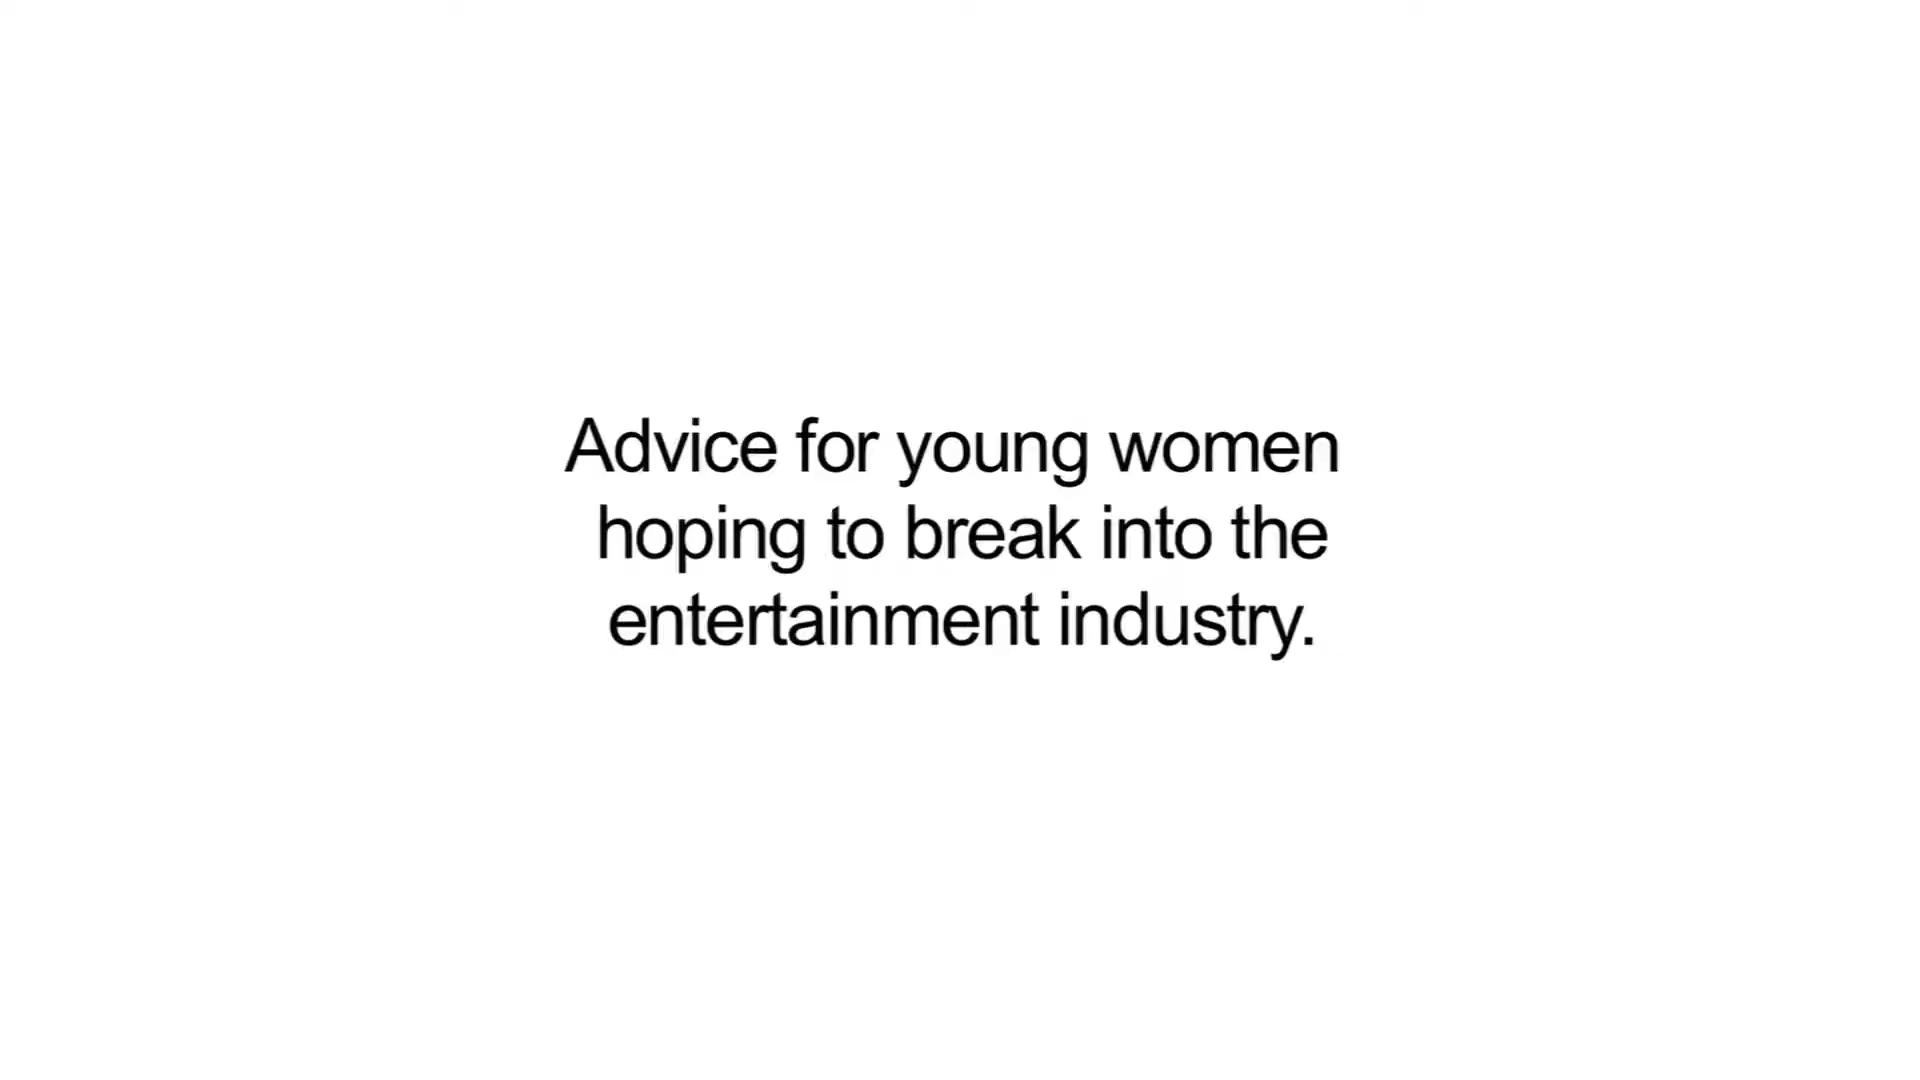 Advice for young women
hoping to break into the
entertainment industry.